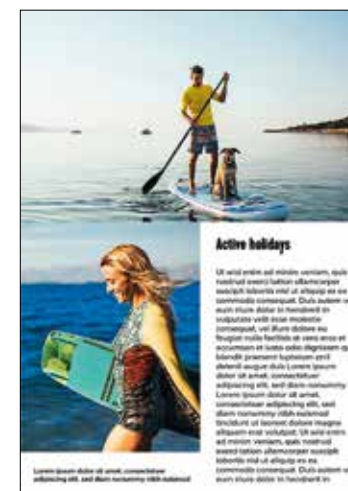 Active holidays
Ut wisi enim ad minim veniam, quis
nostrud exerci tation ullamcorper
suscipit lobortis nisl ut aliquip ex ea
commodo consequat. Duis autem v
eum iriure dolor in hendrerit in
vulputate velit esse molestie
consequat, vel illum dolore eu
feugiat nulla facilisis at vero eros et
accumsan et iusto odio dignissim q
blandit praesent luptatum zzril
delenit augue duis Lorem ipsum
dolor sit amet, consectetuer
adipiscing elit, sed diam nonummy
Lorem ipsum dolor sit amet,
consectetuer adipiscing elit, sed
diam nonummy nibh euismod
tincidunt ut laoreet dolore magna
aliquam erat volutpat. Ut wisi enim
ad minim veniam, quis nostrud
exerci tation ullamcorper suscipit
lobortis nisl ut aliquip ex ea
commodo consequat. Duis autem v
eum iriure dolor in hendrerit in
Lorem ipsum dolor sit amet, consectetuer
adipiscing elit, sed diam nonummy nibh euismod